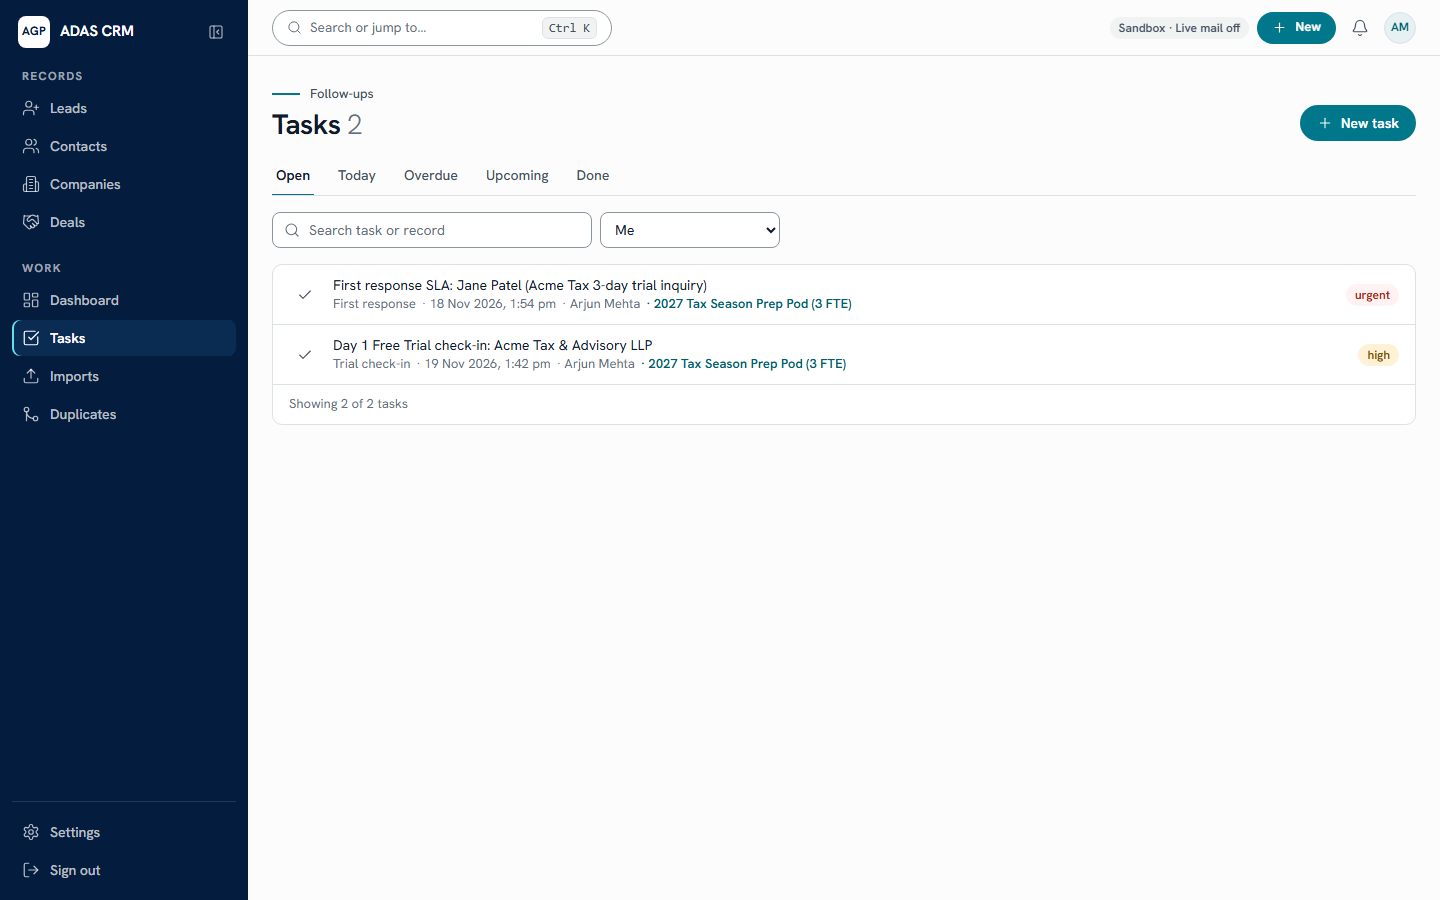 AGP ADAS CRM
RECORDS
Leads
Contacts
Companies
Deals
WORK
Dashboard
Tasks
Imports
Duplicates
Settings
Sign out
Search or jump to... Ctrl K
Sandbox · Live mail off
New
AM
Follow-ups
Tasks 2
New task
Open Today Overdue Upcoming Done
Search task or record
Me
First response SLA: Jane Patel (Acme Tax 3-day trial inquiry)
First response · 18 Nov 2026, 1:54 pm · Arjun Mehta · 2027 Tax Season Prep Pod (3 FTE)
urgent
Day 1 Free Trial check-in: Acme Tax & Advisory LLP
Trial check-in · 19 Nov 2026, 1:42 pm · Arjun Mehta · 2027 Tax Season Prep Pod (3 FTE)
high
Showing 2 of 2 tasks